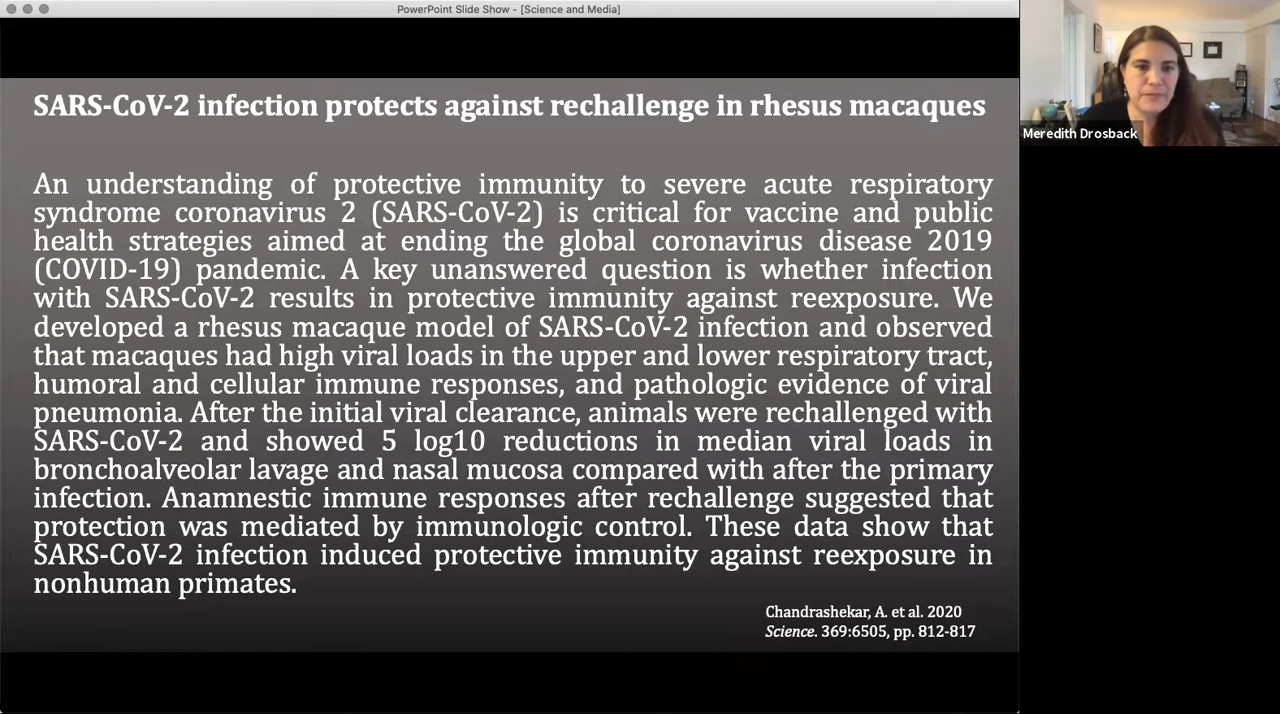 PowerPoint Slide Show - [Science and Media]
SARS-CoV-2 infection protects against rechallenge in rhesus macaques
An understanding of protective immunity to severe acute respiratory
syndrome coronavirus 2 (SARS-CoV-2) is critical for vaccine and public
health strategies aimed at ending the global coronavirus disease 2019
(COVID-19) pandemic. A key unanswered question is whether infection
with SARS-CoV-2 results in protective immunity against reexposure. We
developed a rhesus macaque model of SARS-CoV-2 infection and observed
that macaques had high viral loads in the upper and lower respiratory tract,
humoral and cellular immune responses, and pathologic evidence of viral
pneumonia. After the initial viral clearance, animals were rechallenged with
SARS-CoV-2 and showed 5 log10 reductions in median viral loads in
bronchoalveolar lavage and nasal mucosa compared with after the primary
infection. Anamnestic immune responses after rechallenge suggested that
protection was mediated by immunologic control. These data show that
SARS-CoV-2 infection induced protective immunity against reexposure in
nonhuman primates.
Chandrashekar, A. et al. 2020
Science. 369:6505, pp. 812-817
Meredith Drosback